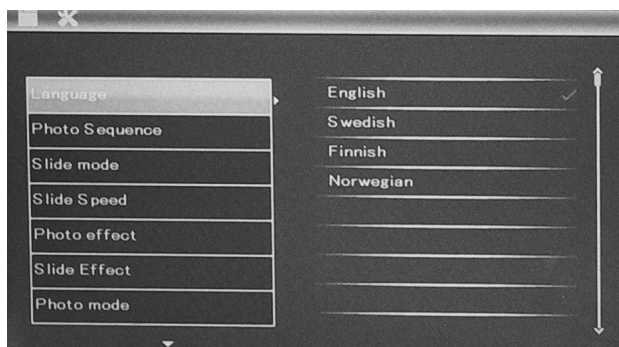 Language
Photo Sequence
Slide mode
Slide Speed
Photo effect
Slide Effect
Photo mode
English
Swedish
Finnish
Norwegian